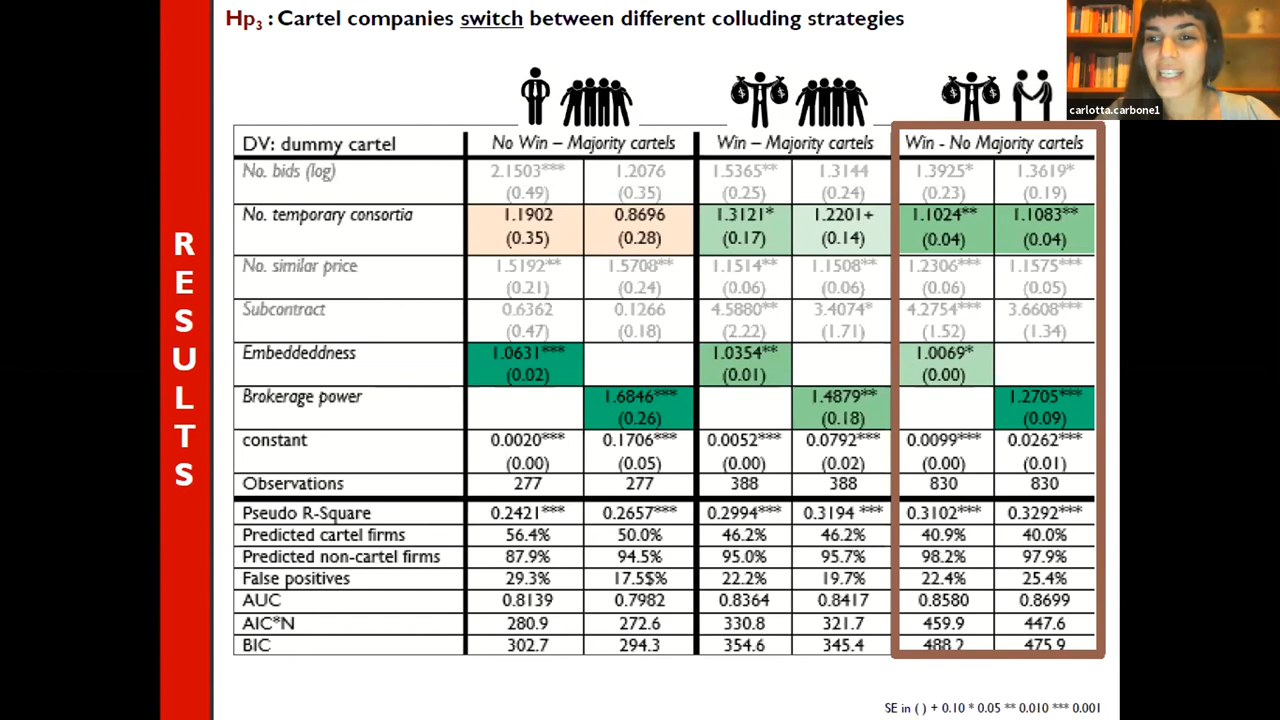 Hp3 : Cartel companies switch between different colluding strategies
carlotta.carbone1
RESULTS
DV: dummy cartel No Win – Majority cartels Win – Majority cartels Win - No Majority cartels
No. bids (log) 2.1503*** 1.2076 1.5365** 1.3144 1.3925* 1.3619*
(0.49) (0.35) (0.25) (0.24) (0.23) (0.19)
No. temporary consortia 1.1902 0.8696 1.3121* 1.2201+ 1.1024** 1.1083**
(0.35) (0.28) (0.17) (0.14) (0.04) (0.04)
No. similar price 1.5192** 1.5708** 1.1514** 1.1508** 1.2306*** 1.1575***
(0.21) (0.24) (0.06) (0.06) (0.06) (0.05)
Subcontract 0.6362 0.1266 4.5880** 3.4074* 4.2754*** 3.6608***
(0.47) (0.18) (2.22) (1.71) (1.52) (1.34)
Embeddedness 1.0631*** 1.0354** 1.0069*
(0.02) (0.01) (0.00)
Brokerage power 1.6846*** 1.4879** 1.2705***
(0.26) (0.18) (0.09)
constant 0.0020*** 0.1706*** 0.0052*** 0.0792*** 0.0099*** 0.0262***
(0.00) (0.05) (0.00) (0.02) (0.00) (0.01)
Observations 277 277 388 388 830 830
Pseudo R-Square 0.2421*** 0.2657*** 0.2994*** 0.3194 *** 0.3102*** 0.3292***
Predicted cartel firms 56.4% 50.0% 46.2% 46.2% 40.9% 40.0%
Predicted non-cartel firms 87.9% 94.5% 95.0% 95.7% 98.2% 97.9%
False positives 29.3% 17.5$% 22.2% 19.7% 22.4% 25.4%
AUC 0.8139 0.7982 0.8364 0.8417 0.8580 0.8699
AIC*N 280.9 272.6 330.8 321.7 459.9 447.6
BIC 302.7 294.3 354.6 345.4 488.2 475.9
SE in ( ) + 0.10 * 0.05 ** 0.010 *** 0.001